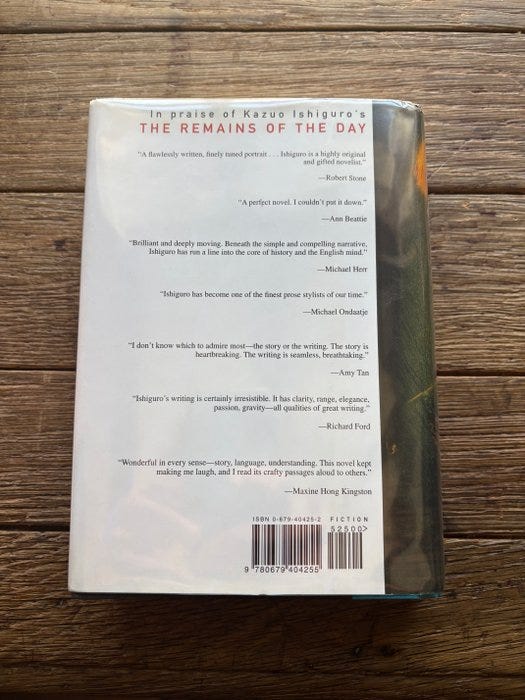 In praise of Kazuo Ishiguro's
THE REMAINS OF THE DAY
"A flawlessly written, finely tuned portrait . . . Ishiguro is a highly original
and gifted novelist."
—Robert Stone
"A perfect novel. I couldn't put it down."
—Ann Beattie
"Brilliant and deeply moving. Beneath the simple and compelling narrative,
Ishiguro has run a line into the core of history and the English mind."
—Michael Herr
"Ishiguro has become one of the finest prose stylists of our time."
—Michael Ondaatje
"I don't know which to admire most—the story or the writing. The story is
heartbreaking. The writing is seamless, breathtaking."
—Amy Tan
"Ishiguro's writing is certainly irresistible. It has clarity, range, elegance,
passion, gravity—all qualities of great writing."
—Richard Ford
"Wonderful in every sense—story, language, understanding. This novel kept
making me laugh, and I read its crafty passages aloud to others."
—Maxine Hong Kingston
ISBN 0-679-40425-2 FICTION
52500>
9 780679 404255